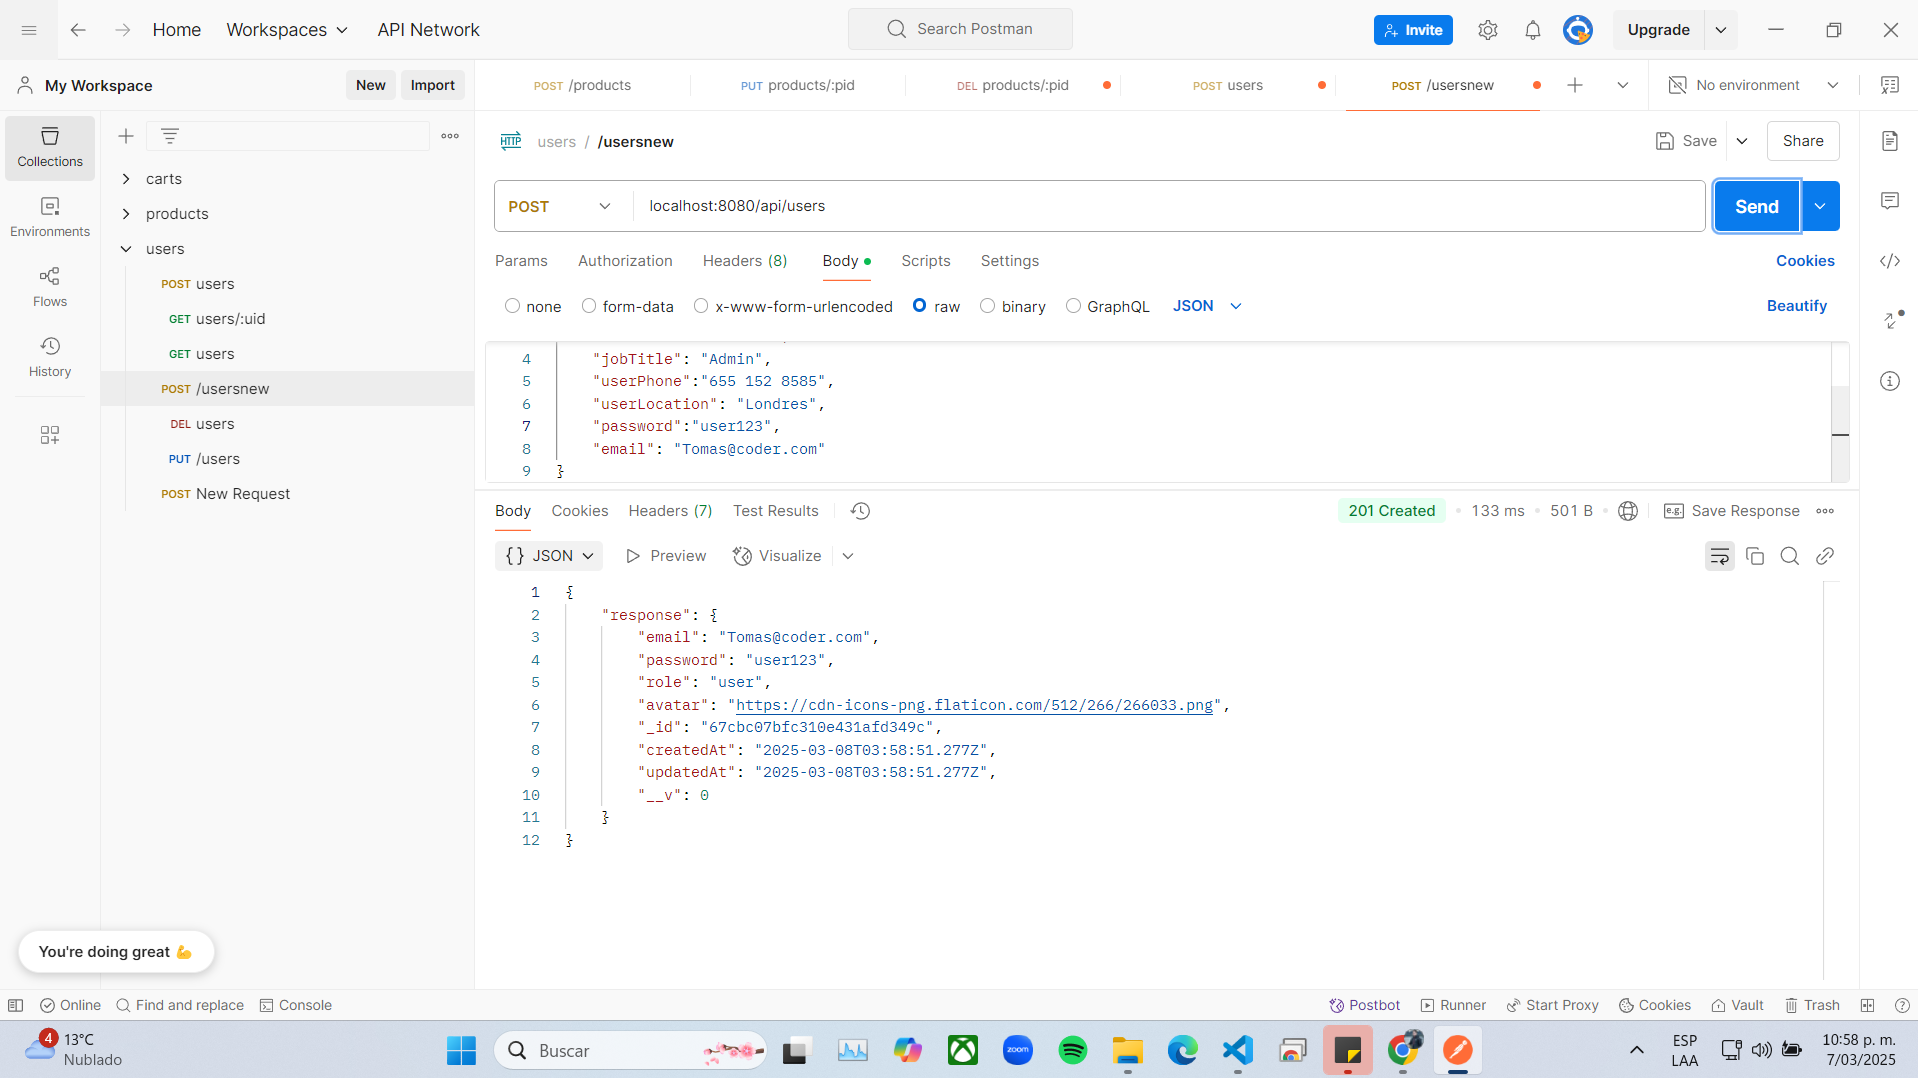 Home
Workspaces
API Network
Search Postman
Invite
Upgrade
My Workspace
New
Import
POST /products
PUT products/:pid
DEL products/:pid
POST users
POST /usersnew
No environment
Collections
Environments
Flows
History
carts
products
users
POST users
GET users/:uid
GET users
POST /usersnew
DEL users
PUT /users
POST New Request
HTTP users / /usersnew
Save
Share
POST localhost:8080/api/users
Send
Params Authorization Headers (8) Body Scripts Settings
Cookies
none form-data x-www-form-urlencoded raw binary GraphQL JSON
Beautify
4 "jobTitle": "Admin",
5 "userPhone":"655 152 8585",
6 "userLocation": "Londres",
7 "password":"user123",
8 "email": "Tomas@coder.com"
9 }
Body Cookies Headers (7) Test Results
201 Created • 133 ms • 501 B •
e.g. Save Response
{} JSON Preview Visualize
1 {
2 "response": {
3 "email": "Tomas@coder.com",
4 "password": "user123",
5 "role": "user",
6 "avatar": "https://cdn-icons-png.flaticon.com/512/266/266033.png",
7 "_id": "67cbc07bfc310e431afd349c",
8 "createdAt": "2025-03-08T03:58:51.277Z",
9 "updatedAt": "2025-03-08T03:58:51.277Z",
10 "__v": 0
11 }
12 }
You're doing great 💪
Online
Find and replace
Console
Postbot
Runner
Start Proxy
Cookies
Vault
Trash
4
13°C
Nublado
Buscar
zoom
ESP
LAA
10:58 p. m.
7/03/2025